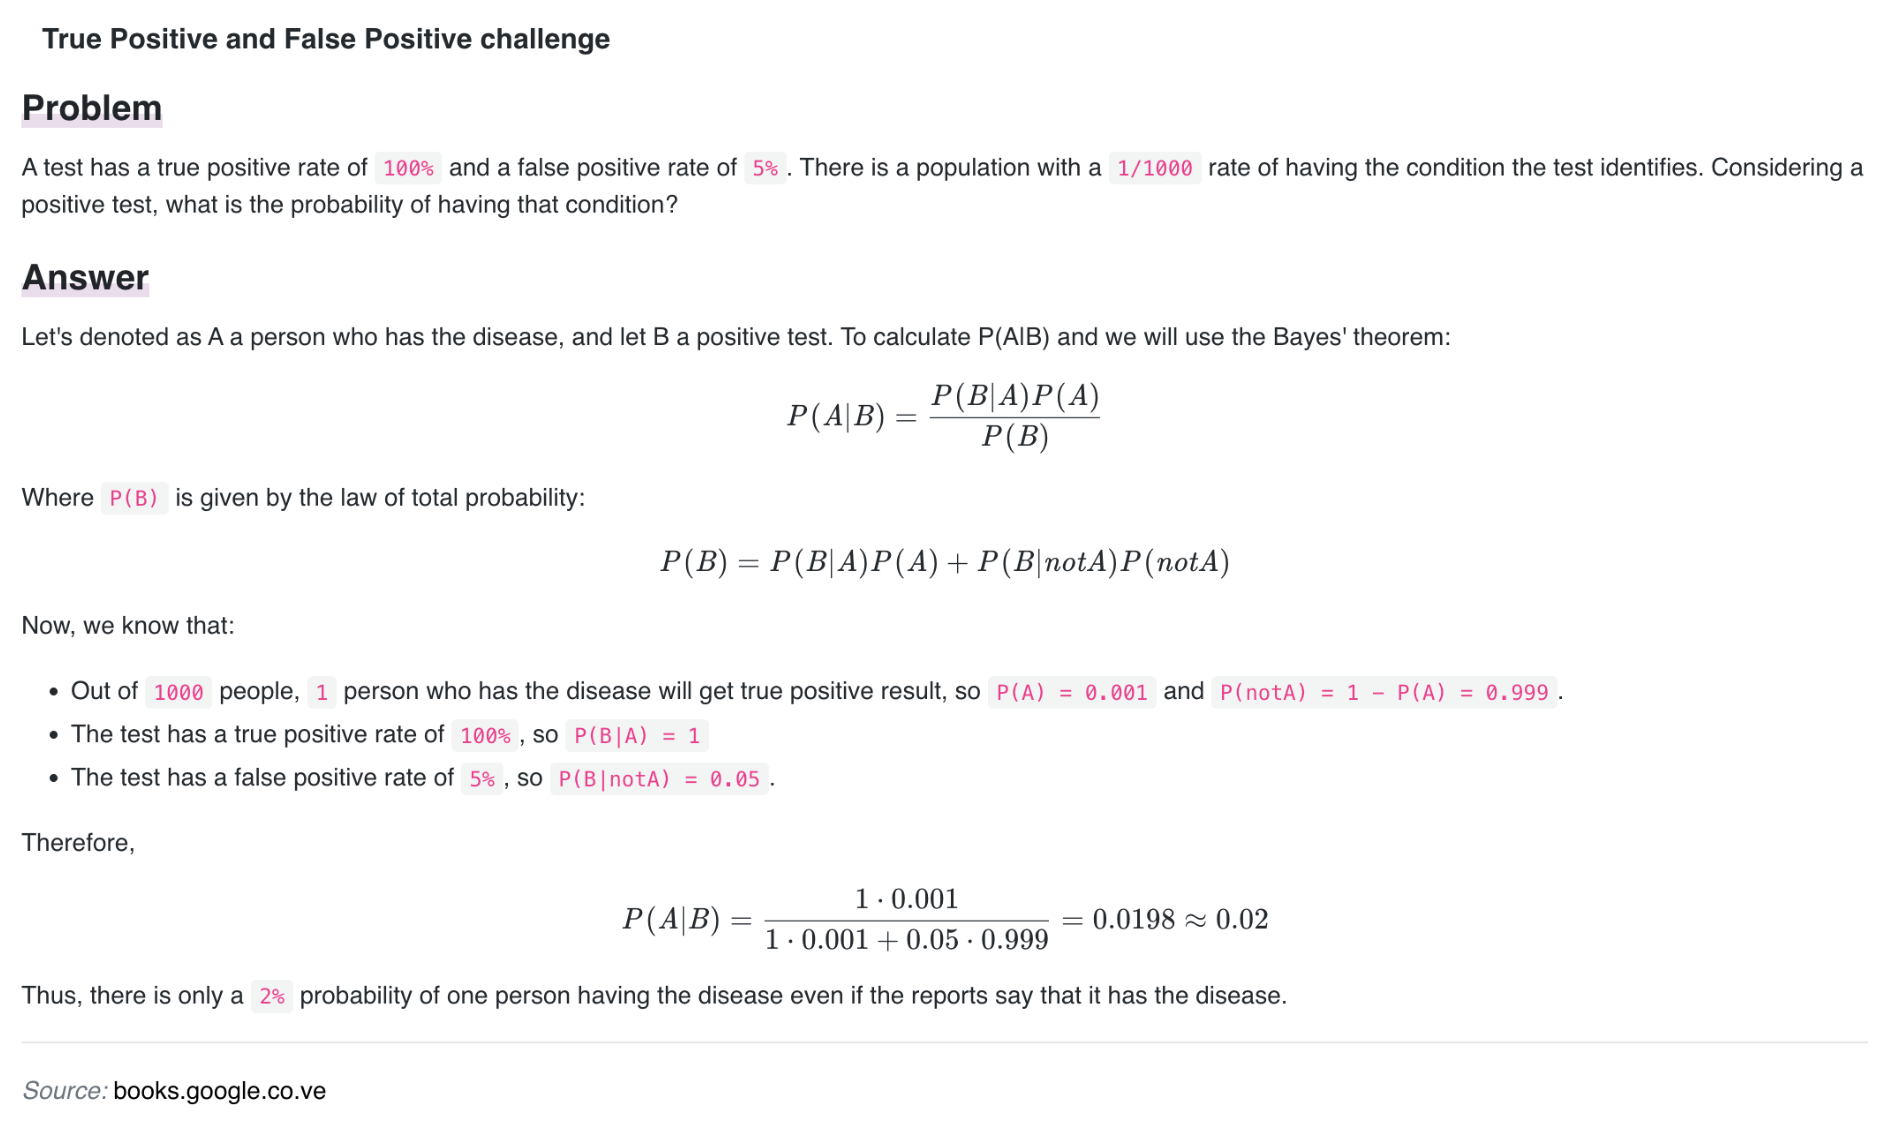 True Positive and False Positive challenge
Problem
A test has a true positive rate of 100% and a false positive rate of 5%. There is a population with a 1/1000 rate of having the condition the test identifies. Considering a
positive test, what is the probability of having that condition?
Answer
Let's denoted as A a person who has the disease, and let B a positive test. To calculate P(A|B) and we will use the Bayes' theorem:
P(A|B) = P(B|A)P(A) / P(B)
Where P(B) is given by the law of total probability:
P(B) = P(B|A)P(A) + P(B|notA)P(notA)
Now, we know that:
• Out of 1000 people, 1 person who has the disease will get true positive result, so P(A) = 0.001 and P(notA) = 1 - P(A) = 0.999.
• The test has a true positive rate of 100%, so P(B|A) = 1
• The test has a false positive rate of 5%, so P(B|notA) = 0.05.
Therefore,
P(A|B) = 1 · 0.001 / 1 · 0.001 + 0.05 · 0.999 = 0.0198 ≈ 0.02
Thus, there is only a 2% probability of one person having the disease even if the reports say that it has the disease.
Source: books.google.co.ve